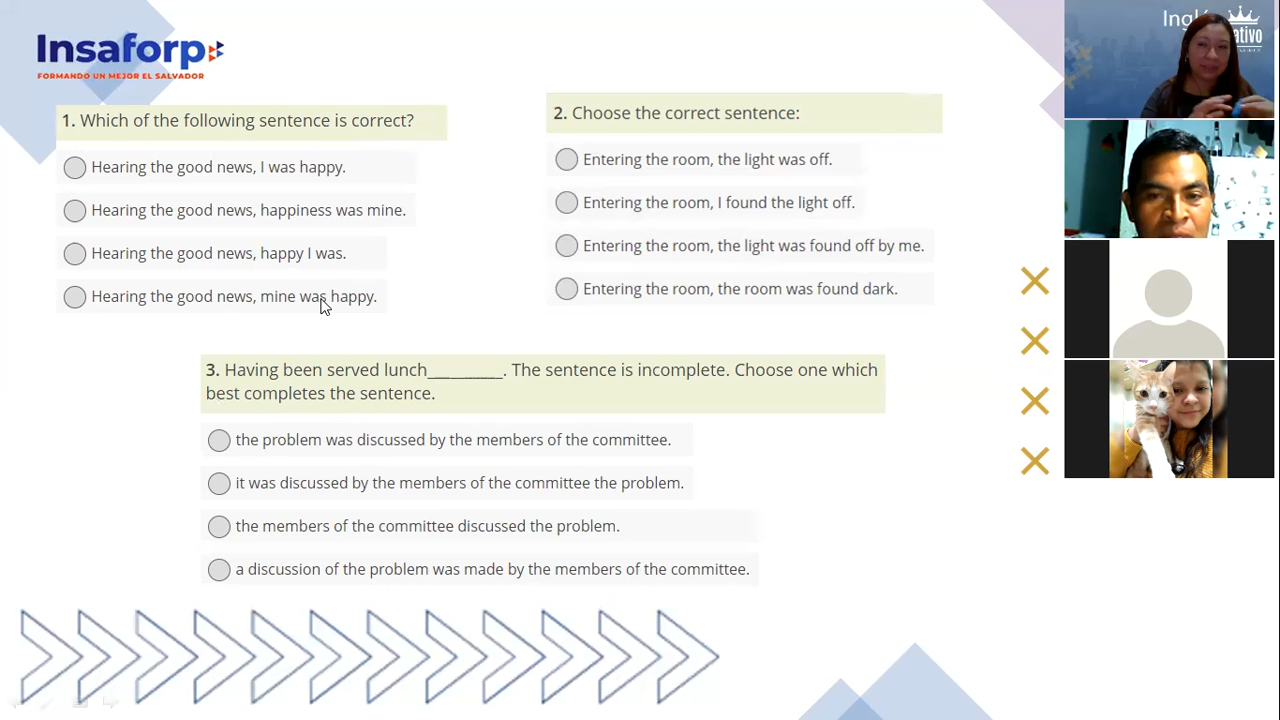 Insaforp
FORMANDO UN MEJOR EL SALVADOR
1. Which of the following sentence is correct?
Hearing the good news, I was happy.
Hearing the good news, happiness was mine.
Hearing the good news, happy I was.
Hearing the good news, mine was happy.
2. Choose the correct sentence:
Entering the room, the light was off.
Entering the room, I found the light off.
Entering the room, the light was found off by me.
Entering the room, the room was found dark.
3. Having been served lunch__________. The sentence is incomplete. Choose one which
best completes the sentence.
the problem was discussed by the members of the committee.
it was discussed by the members of the committee the problem.
the members of the committee discussed the problem.
a discussion of the problem was made by the members of the committee.